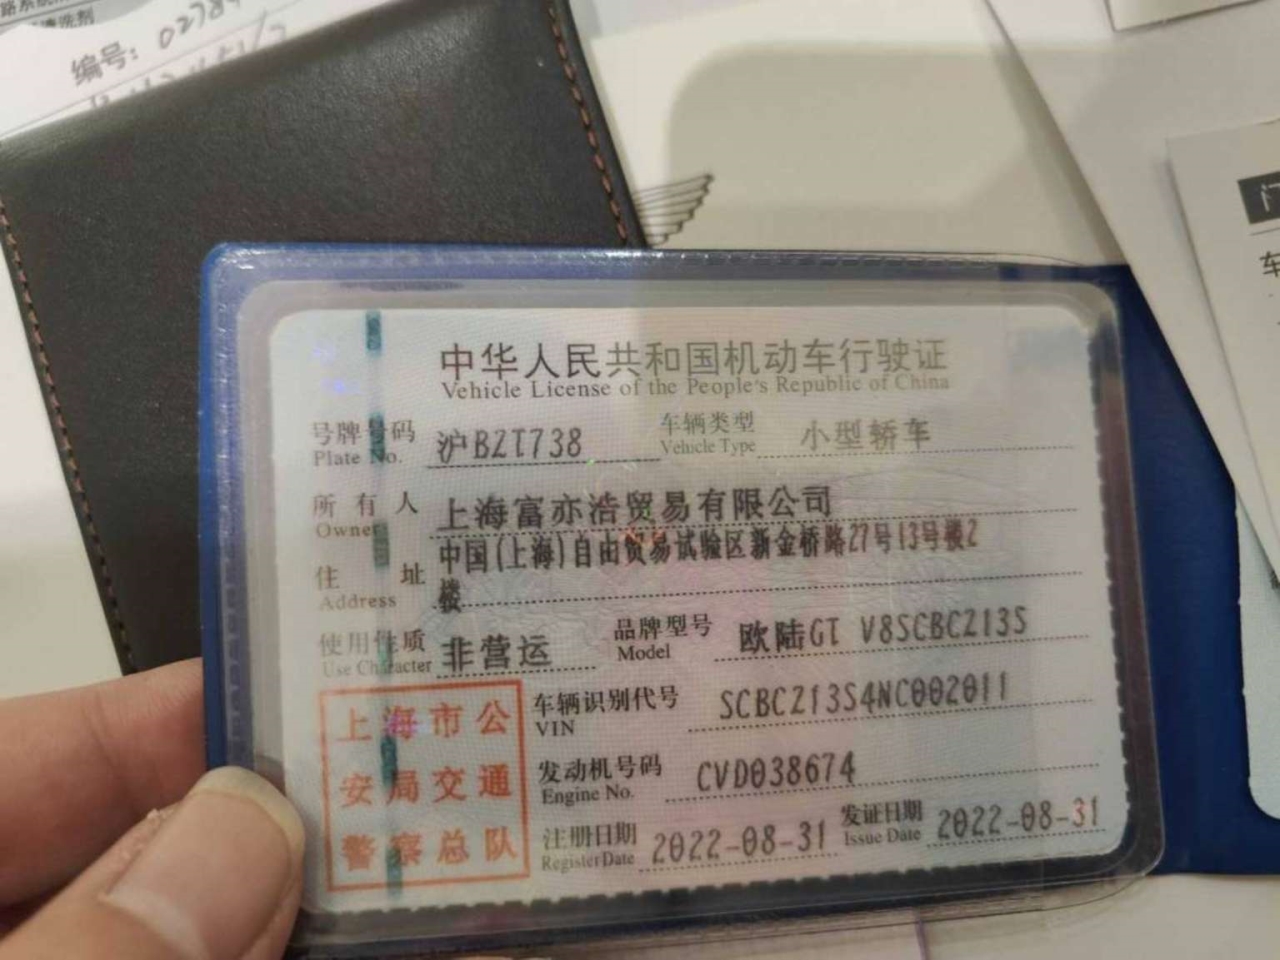 清洗剂
编号: 02784
中华人民共和国机动车行驶证
Vehicle License of the People's Republic of China
号牌号码 沪BZT738 车辆类型 小型轿车
Plate No. Vehicle Type
所有人 上海富亦浩贸易有限公司
Owner
住址 中国(上海)自由贸易试验区新金桥路27号13号楼2
Address 楼
使用性质 非营运 品牌型号 欧陆GT V8SCBCZ13S
Use Character Model
上海市公
安局交通
警察总队
车辆识别代号 SCBCZ13S4NC002011
VIN
发动机号码 CVD038674
Engine No.
注册日期 2022-08-31 发证日期 2022-08-31
Register Date Issue Date
门
车